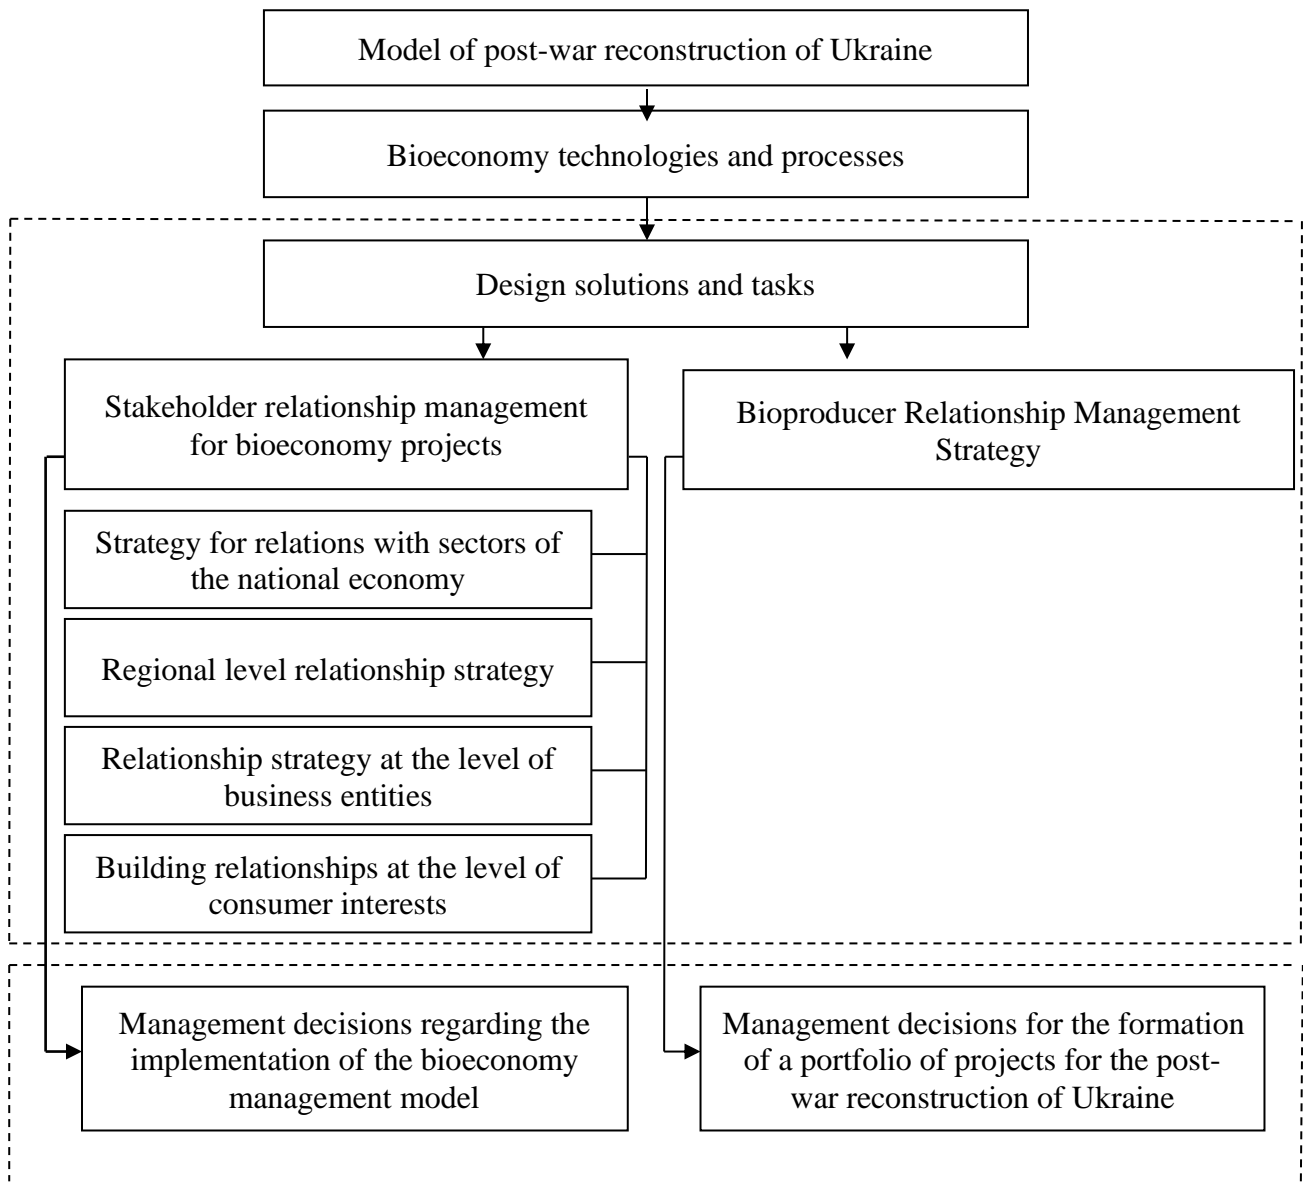 Model of post-war reconstruction of Ukraine
Bioeconomy technologies and processes
Design solutions and tasks
Stakeholder relationship management
for bioeconomy projects
Bioproducer Relationship Management
Strategy
Strategy for relations with sectors of
the national economy
Regional level relationship strategy
Relationship strategy at the level of
business entities
Building relationships at the level of
consumer interests
Management decisions regarding the
implementation of the bioeconomy
management model
Management decisions for the formation
of a portfolio of projects for the post-
war reconstruction of Ukraine